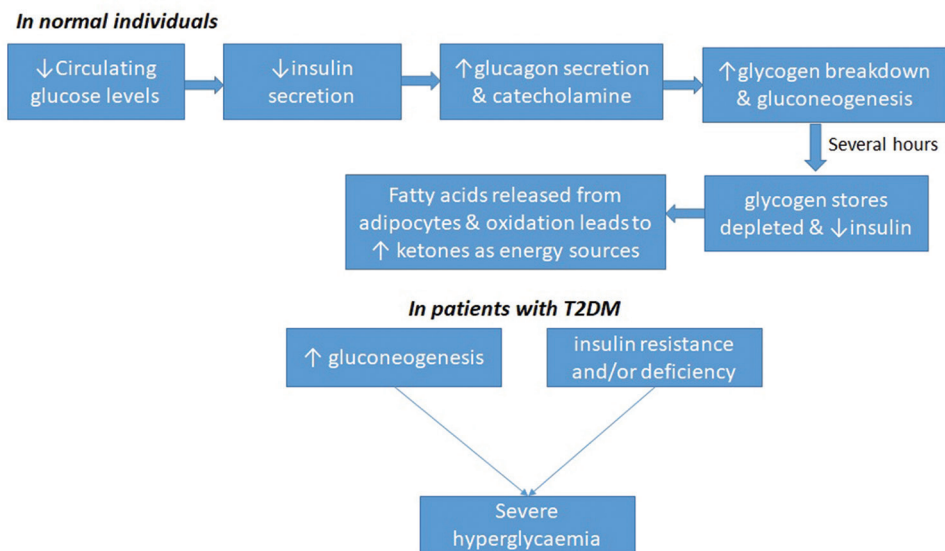 In normal individuals
↓Circulating
glucose levels
↓insulin
secretion
↑glucagon secretion
& catecholamine
↑glycogen breakdown
& gluconeogenesis
Several hours
glycogen stores
depleted & ↓insulin
Fatty acids released from
adipocytes & oxidation leads to
↑ ketones as energy sources
In patients with T2DM
↑ gluconeogenesis
insulin resistance
and/or deficiency
Severe
hyperglycaemia